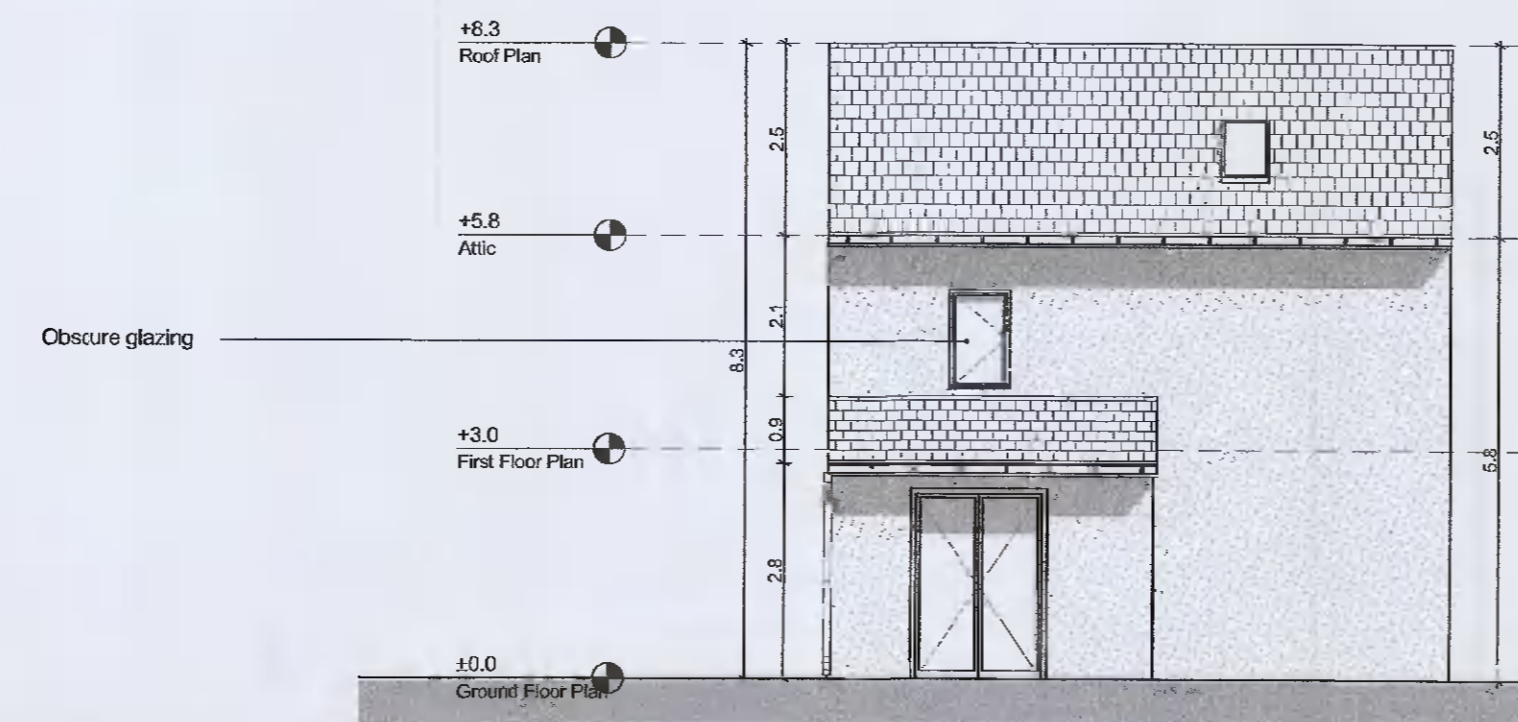 +8.3
Roof Plan
2.5
2.5
+5.8
Attic
2.1
Obscure glazing
8.3
0.9
+3.0
First Floor Plan
5.8
2.8
±0.0
Ground Floor Plan